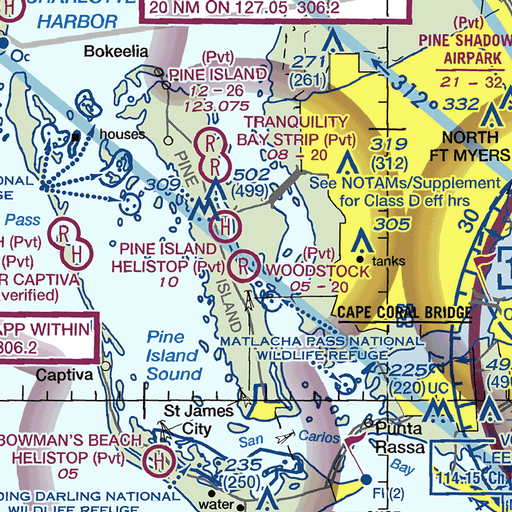 CHARLOTTE
HARBOR
20 NM ON 127.05 306.2
Bokeelia
Oc
(Pvt)
PINE ISLAND
12 - 26
123.075
271
(261)
(Pvt)
PINE SHADOW
AIRPARK
21 - 32
312°
332
TRANQUILITY
BAY STRIP (Pvt)
08 - 20
NORTH
FT MYERS
319
(312)
houses
R
R
PINE
ISLAND
309
502
(499)
See NOTAMs/Supplement
for Class D eff hrs
305
30
Pass
R
H
H
(Pvt)
(Pvt)
R CAPTIVA
verified)
PINE ISLAND
HELISTOP (Pvt)
10
R
(Pvt)
WOODSTOCK
05 - 20
tanks
CAPE CORAL BRIDGE
APP WITHIN
306.2
Captiva
Pine
Island
Sound
MATLACHA PASS NATIONAL
WILDLIFE REFUGE
225
(220)
UC
St James
City
San
Carlos
Bay
Punta
Rassa
BOWMAN'S BEACH
HELISTOP (Pvt)
05
H
235
(250)
Fl (2)
114.15 Ch
DING DARLING NATIONAL
WILDLIFE REFUGE
water